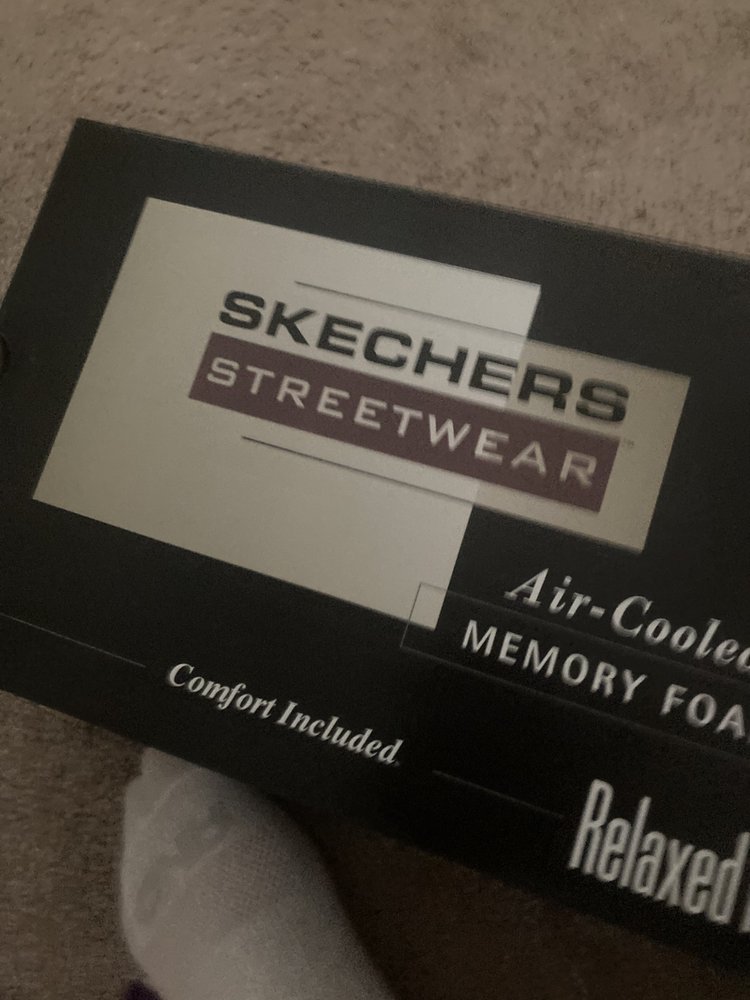 SKECHERS
STREETWEAR
Air-Cooled
MEMORY FOA
Comfort Included
Relaxed